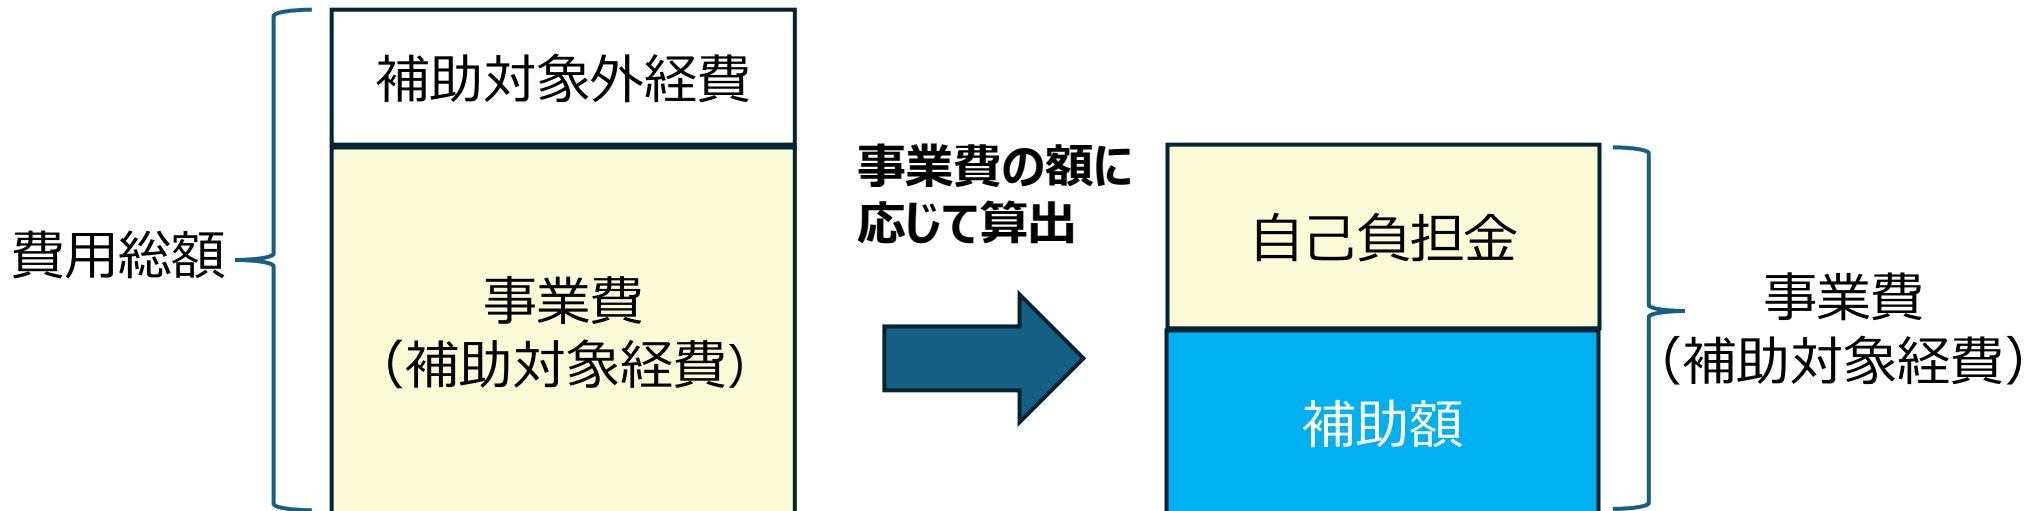 費用総額
補助対象外経費
事業費
（補助対象経費）
事業費の額に
応じて算出
自己負担金
補助額
事業費
（補助対象経費）